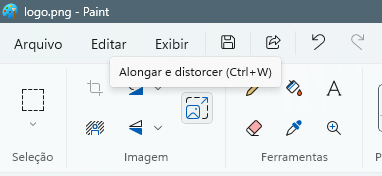 logo.png - Paint
Arquivo Editar Exibir
Alongar e distorcer (Ctrl+W)
A
Seleção Imagem Ferramentas